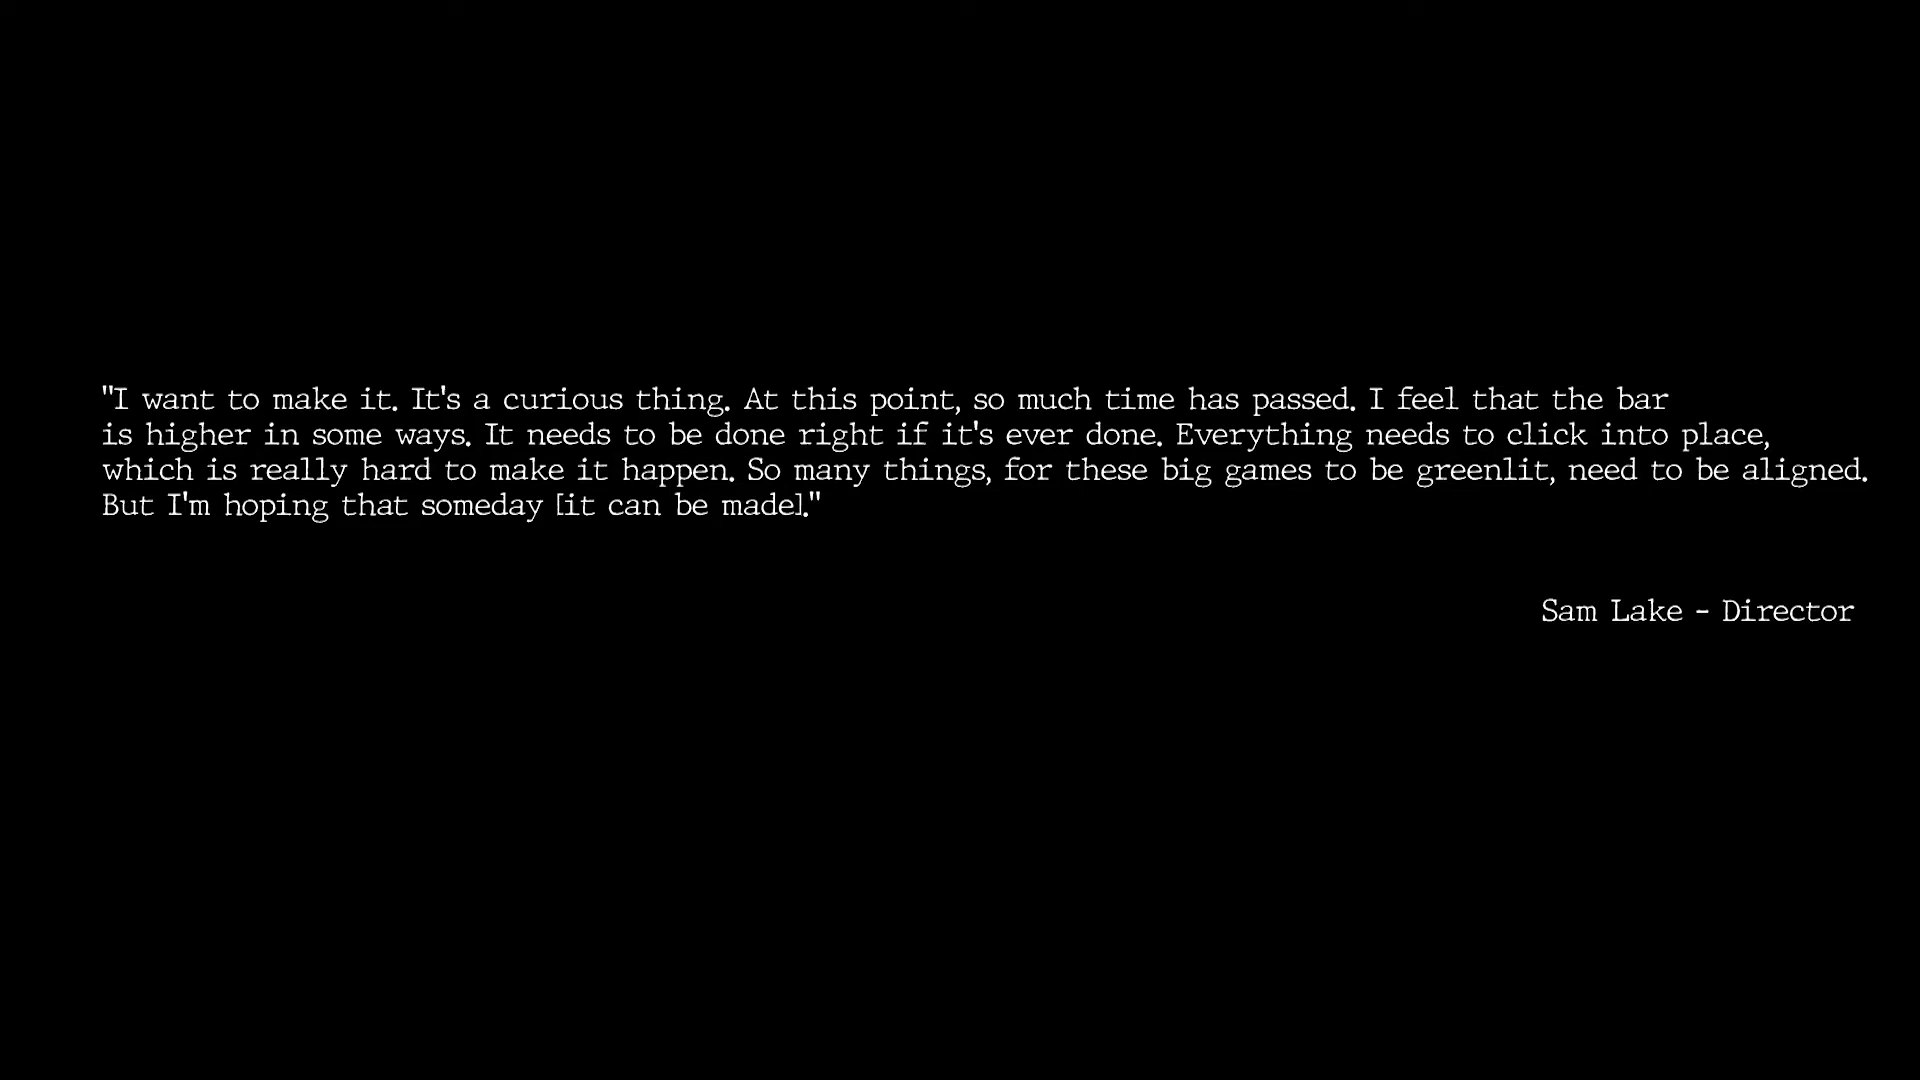 "I want to make it. It's a curious thing. At this point, so much time has passed. I feel that the bar
is higher in some ways. It needs to be done right if it's ever done. Everything needs to click into place,
which is really hard to make it happen. So many things, for these big games to be greenlit, need to be aligned.
But I'm hoping that someday [it can be made]."
Sam Lake - Director